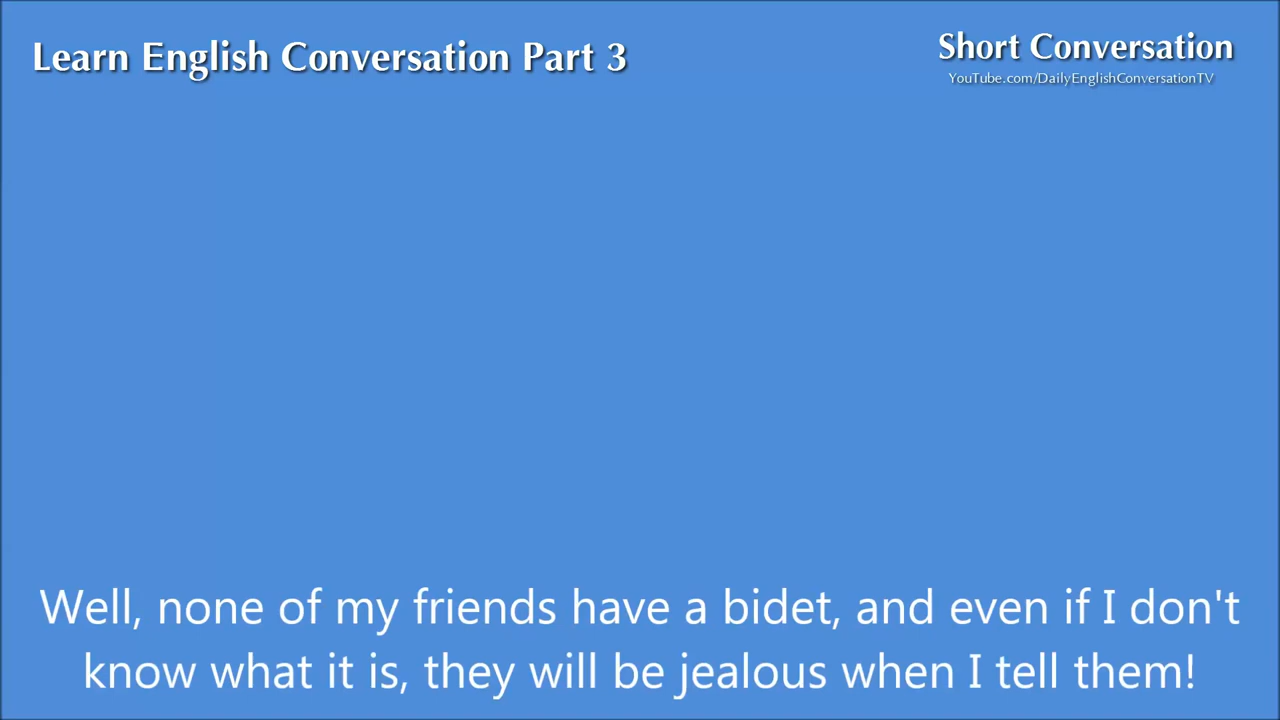 Learn English Conversation Part 3
Short Conversation
YouTube.com/DailyEnglishConversationTV
Well, none of my friends have a bidet, and even if I don't
know what it is, they will be jealous when I tell them!